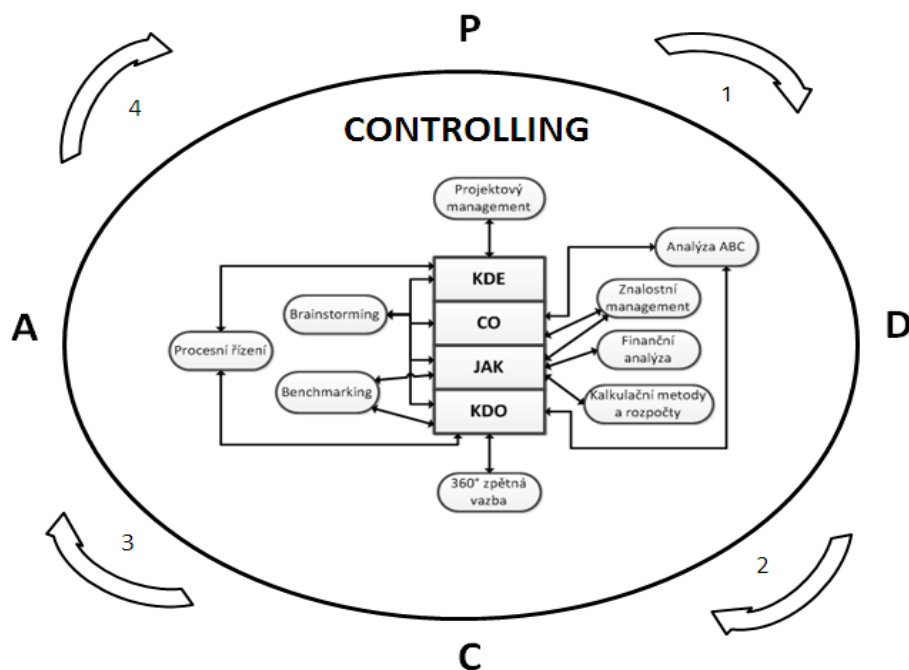 P
4
1
CONTROLLING
Projektový
management
Analýza ABC
KDE
Znalostní
management
Brainstorming
CO
A
D
Procesní řízení
Finanční
analýza
JAK
Benchmarking
Kalkulační metody
a rozpočty
KDO
360° zpětná
vazba
3
2
C